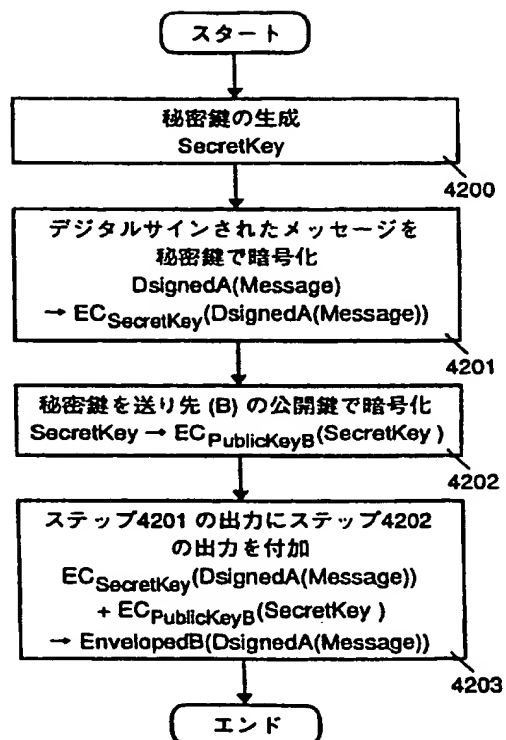 スタート
秘密鍵の生成
SecretKey
4200
デジタルサインされたメッセージを
秘密鍵で暗号化
DsignedA(Message)
→ ECSecretKey(DsignedA(Message))
4201
秘密鍵を送り先 (B) の公開鍵で暗号化
SecretKey → ECPublicKeyB(SecretKey )
4202
ステップ4201 の出力にステップ4202
の出力を付加
ECSecretKey(DsignedA(Message))
+ ECPublicKeyB(SecretKey )
→ EnvelopedB(DsignedA(Message))
4203
エンド